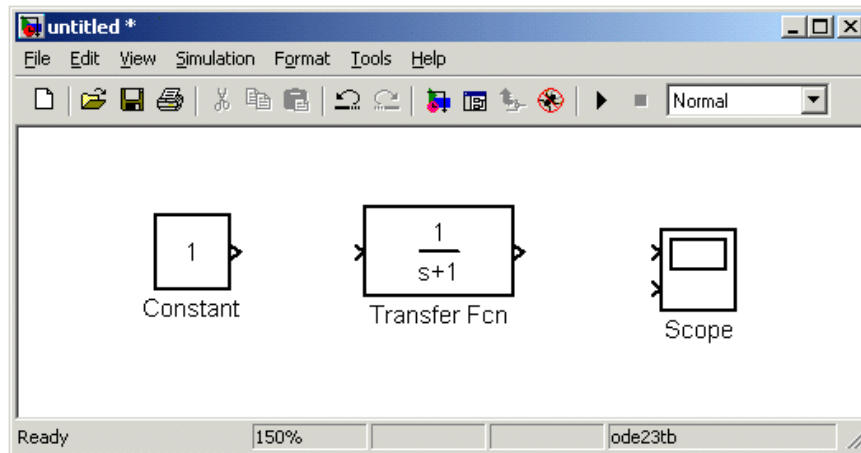 untitled *
File Edit View Simulation Format Tools Help
Normal
1
1
s+1
Constant
Transfer Fcn
Scope
Ready 150% ode23tb